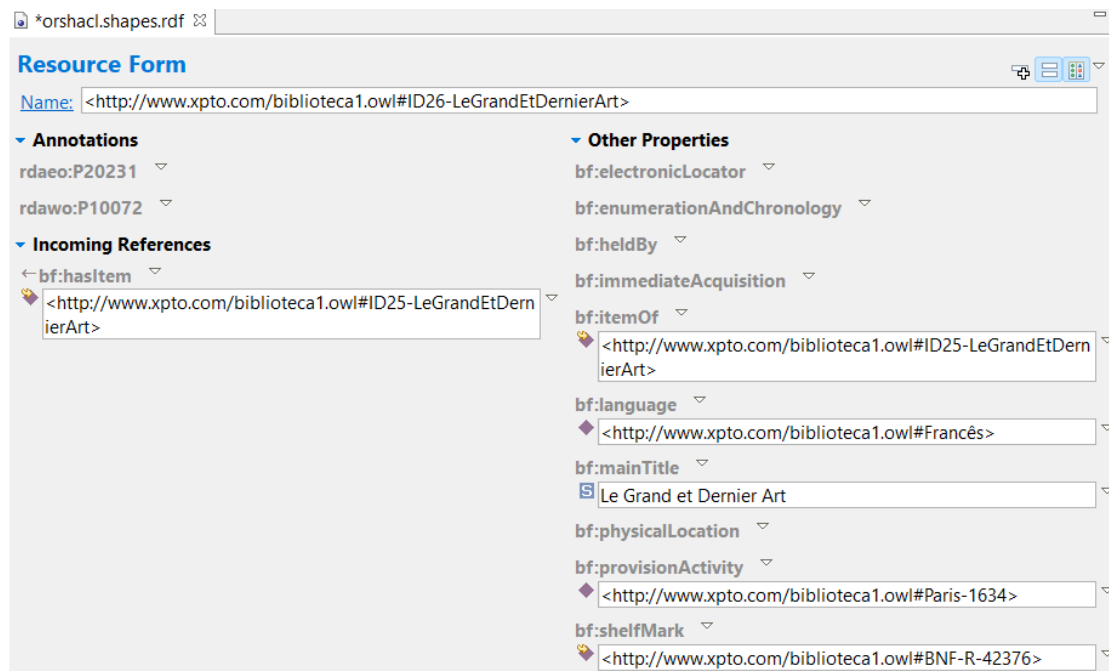 *orshacl.shapes.rdf
Resource Form
Name: <http://www.xpto.com/biblioteca1.owl#ID26-LeGrandEtDernierArt>
Annotations
rdaeo:P20231
rdawo:P10072
Incoming References
←bf:hasItem
<http://www.xpto.com/biblioteca1.owl#ID25-LeGrandEtDern
ierArt>
Other Properties
bf:electronicLocator
bf:enumerationAndChronology
bf:heldBy
bf:immediateAcquisition
bf:itemOf
<http://www.xpto.com/biblioteca1.owl#ID25-LeGrandEtDern
ierArt>
bf:language
<http://www.xpto.com/biblioteca1.owl#Francês>
bf:mainTitle
S Le Grand et Dernier Art
bf:physicalLocation
bf:provisionActivity
<http://www.xpto.com/biblioteca1.owl#Paris-1634>
bf:shelfMark
<http://www.xpto.com/biblioteca1.owl#BNF-R-42376>